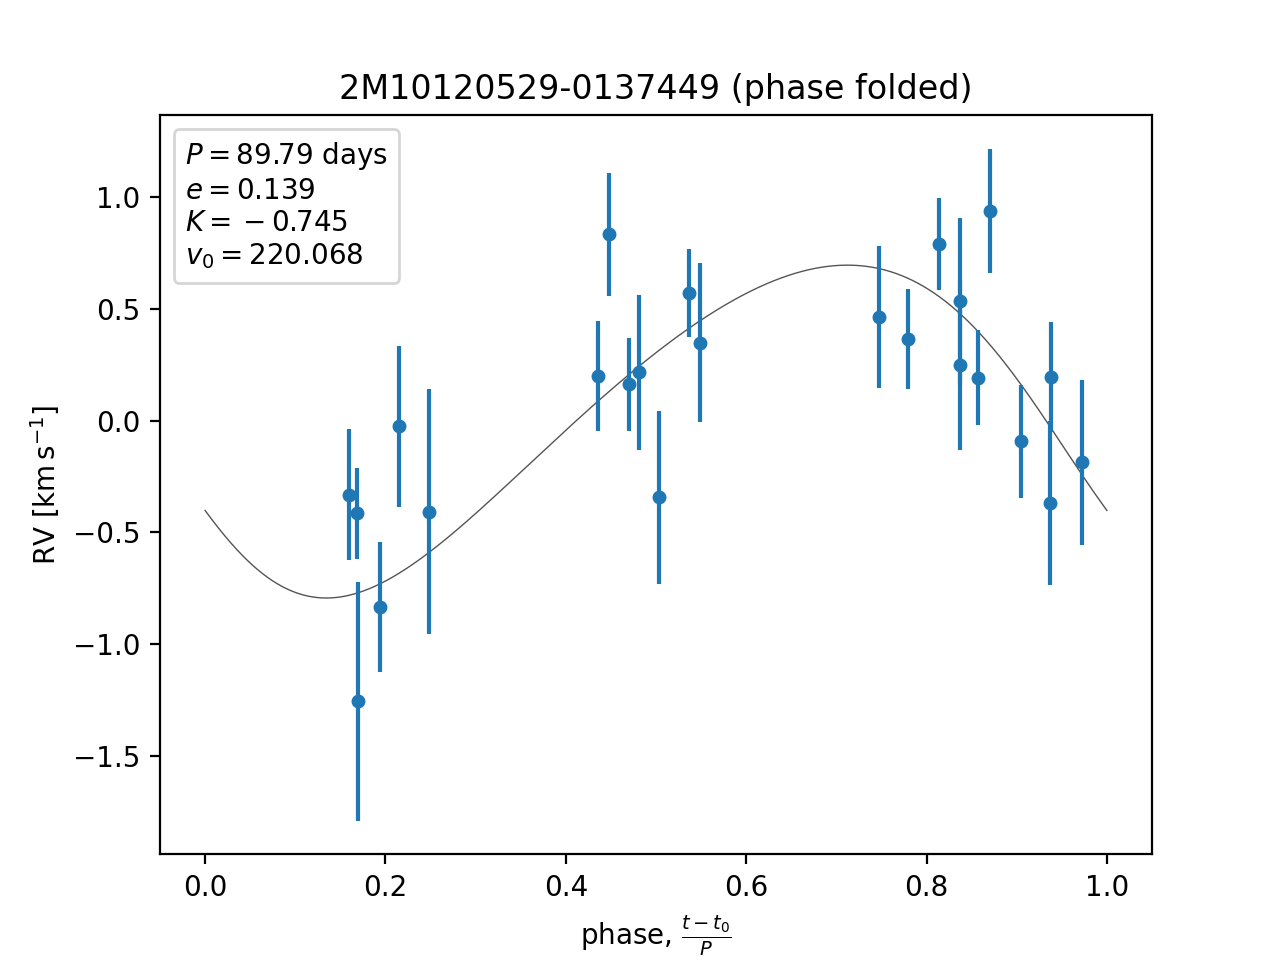 2M10120529-0137449 (phase folded)
P = 89.79 days
e = 0.139
K = −0.745
v₀ = 220.068
RV [km s⁻¹]
1.0
0.5
0.0
−0.5
−1.0
−1.5
0.0 0.2 0.4 0.6 0.8 1.0
phase, (t − t₀)/P